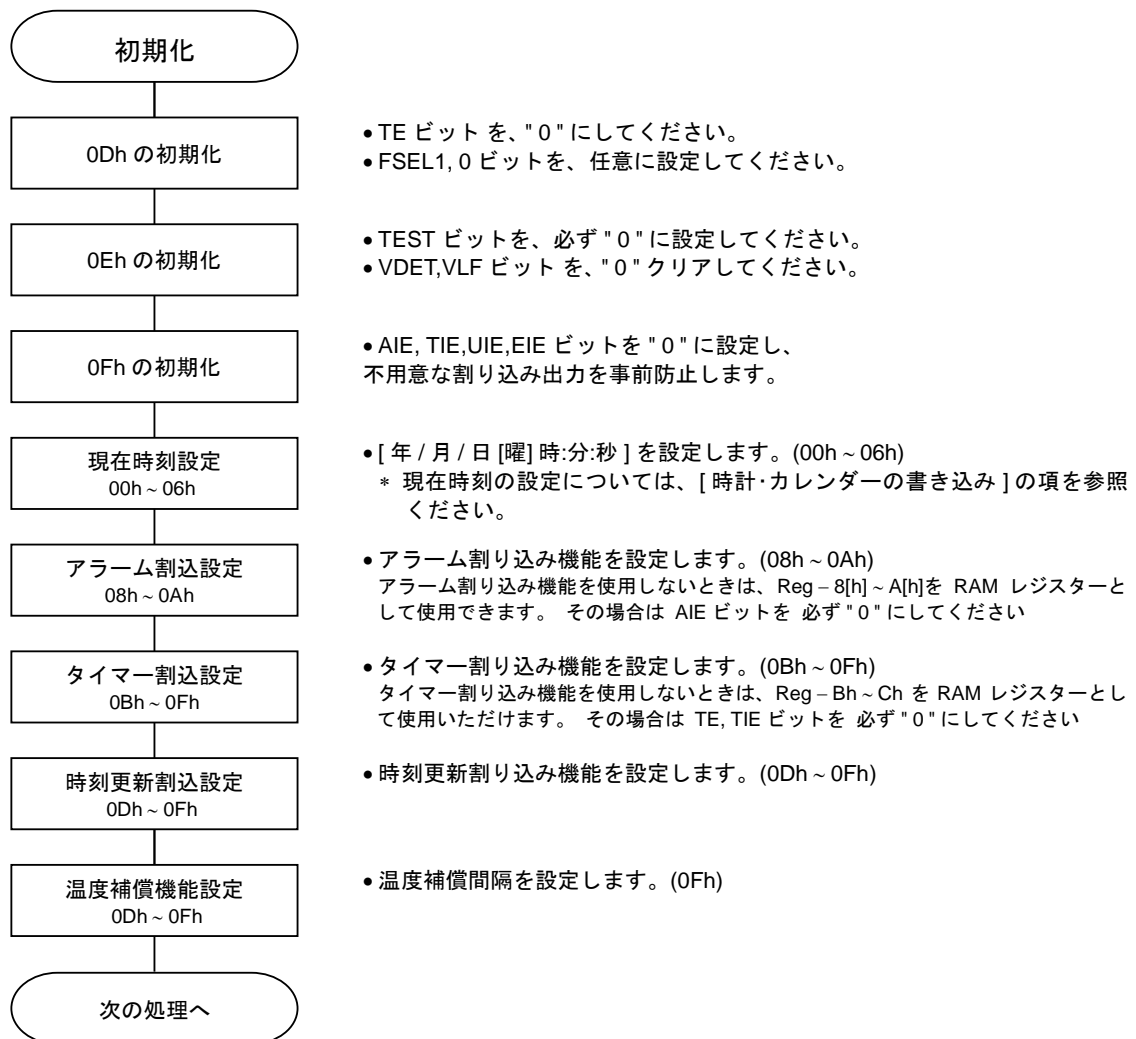 初期化
0Dh の初期化
• TE ビット を、" 0 " にしてください。
• FSEL1, 0 ビットを、任意に設定してください。
0Eh の初期化
• TEST ビットを、必ず " 0 " に設定してください。
• VDET,VLF ビット を、" 0 " クリアしてください。
0Fh の初期化
• AIE, TIE,UIE,EIE ビットを " 0 " に設定し、
不用意な割り込み出力を事前防止します。
現在時刻設定
00h ~ 06h
• [ 年 / 月 / 日 [曜] 時:分:秒 ] を設定します。(00h ~ 06h)
* 現在時刻の設定については、[ 時計･カレンダーの書き込み ] の項を参照
ください。
アラーム割込設定
08h ~ 0Ah
• アラーム割り込み機能を設定します。(08h ~ 0Ah)
アラーム割り込み機能を使用しないときは、Reg – 8[h] ~ A[h]を RAM レジスターと
して使用できます。 その場合は AIE ビットを 必ず " 0 " にしてください
タイマー割込設定
0Bh ~ 0Fh
• タイマー割り込み機能を設定します。(0Bh ~ 0Fh)
タイマー割り込み機能を使用しないときは、Reg – Bh ~ Ch を RAM レジスターとし
て使用いただけます。 その場合は TE, TIE ビットを 必ず " 0 " にしてください
時刻更新割込設定
0Dh ~ 0Fh
• 時刻更新割り込み機能を設定します。(0Dh ~ 0Fh)
温度補償機能設定
0Dh ~ 0Fh
• 温度補償間隔を設定します。(0Fh)
次の処理へ